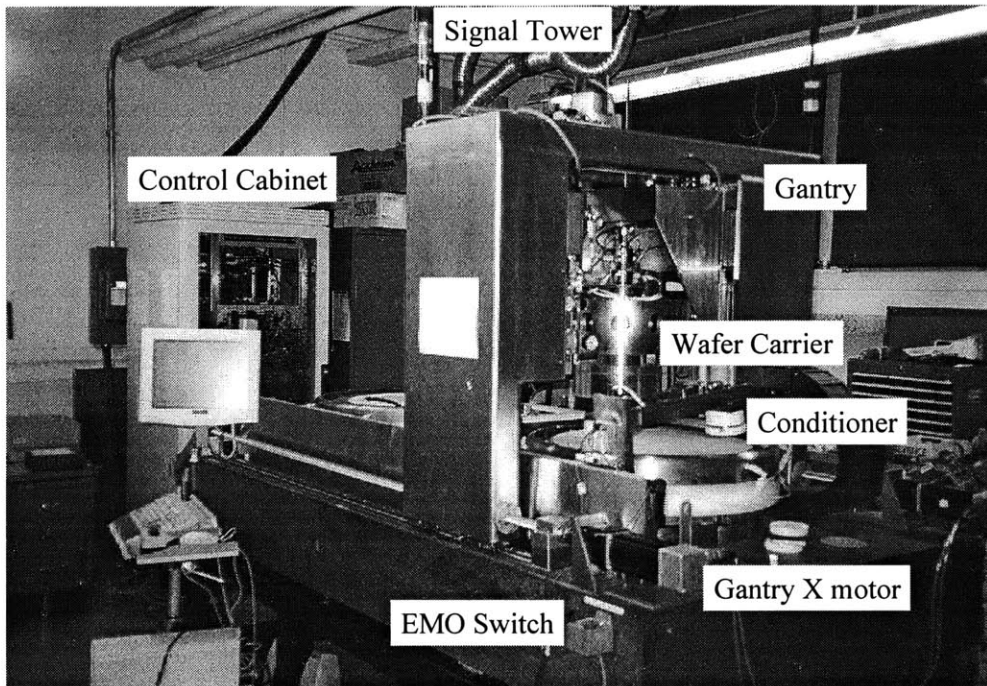 Signal Tower
Control Cabinet
Gantry
Wafer Carrier
Conditioner
Gantry X motor
EMO Switch